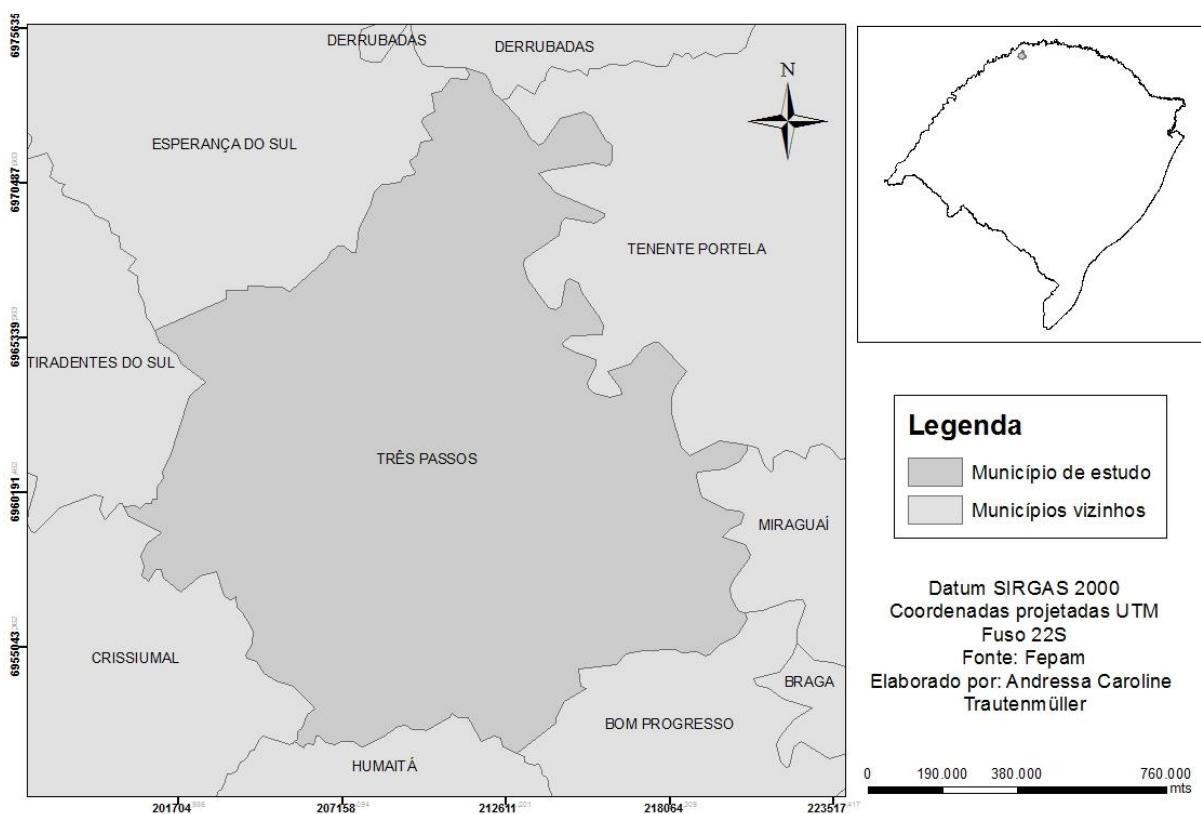 DERRUBADAS
DERRUBADAS
N
ESPERANÇA DO SUL
TENENTE PORTELA
TIRADENTES DO SUL
TRÊS PASSOS
MIRAGUAÍ
CRISSIUMAL
BRAGA
BOM PROGRESSO
HUMAITÁ
6975635
6970487
6965339
6960191
6955043
201704
207158
212611
218064
223517
Legenda
Município de estudo
Municípios vizinhos
Datum SIRGAS 2000
Coordenadas projetadas UTM
Fuso 22S
Fonte: Fepam
Elaborado por: Andressa Caroline
Trautenmüller
0 190.000 380.000 760.000
mts